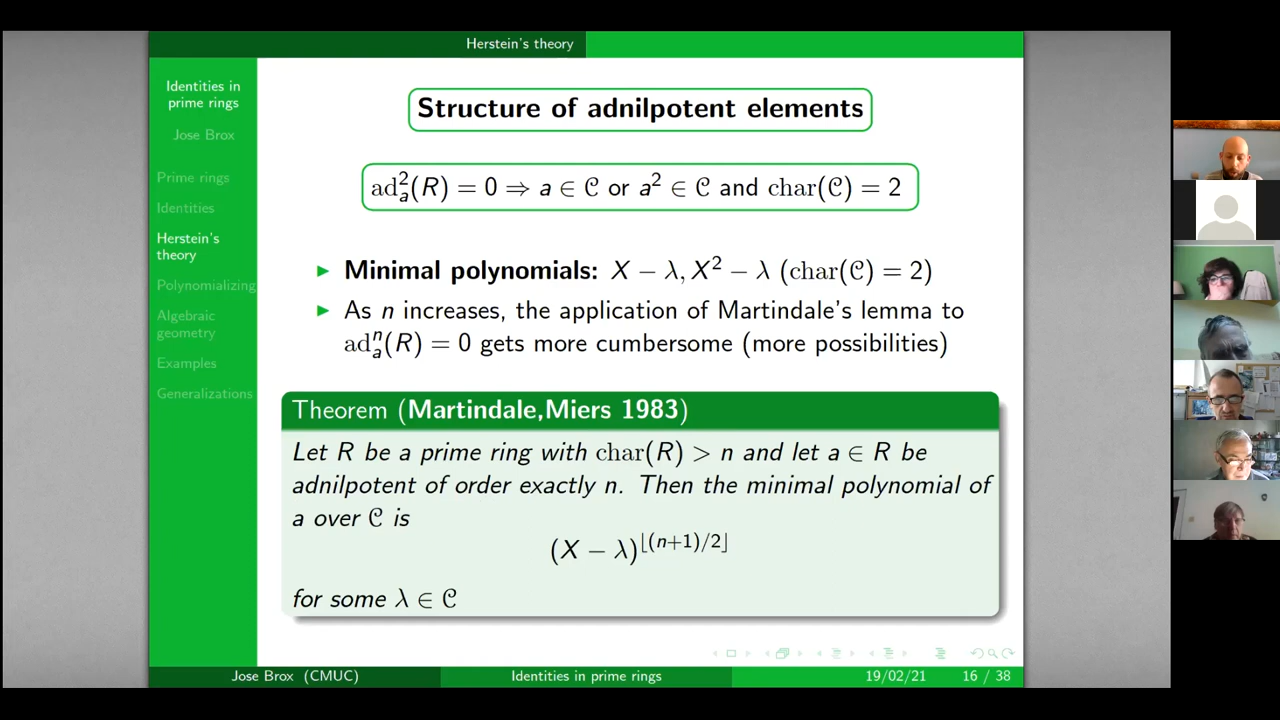 Herstein's theory
Identities in
prime rings
Jose Brox
Prime rings
Identities
Herstein's
theory
Polynomializing
Algebraic
geometry
Examples
Generalizations
Structure of adnilpotent elements
ad²ₐ(R) = 0 ⇒ a ∈ 𝒞 or a² ∈ 𝒞 and char(𝒞) = 2
▶ Minimal polynomials: X − λ, X² − λ (char(𝒞) = 2)
▶ As n increases, the application of Martindale's lemma to
adⁿₐ(R) = 0 gets more cumbersome (more possibilities)
Theorem (Martindale,Miers 1983)
Let R be a prime ring with char(R) > n and let a ∈ R be
adnilpotent of order exactly n. Then the minimal polynomial of
a over 𝒞 is
(X − λ)^⌊(n+1)/2⌋
for some λ ∈ 𝒞
Jose Brox (CMUC)
Identities in prime rings
19/02/21
16 / 38